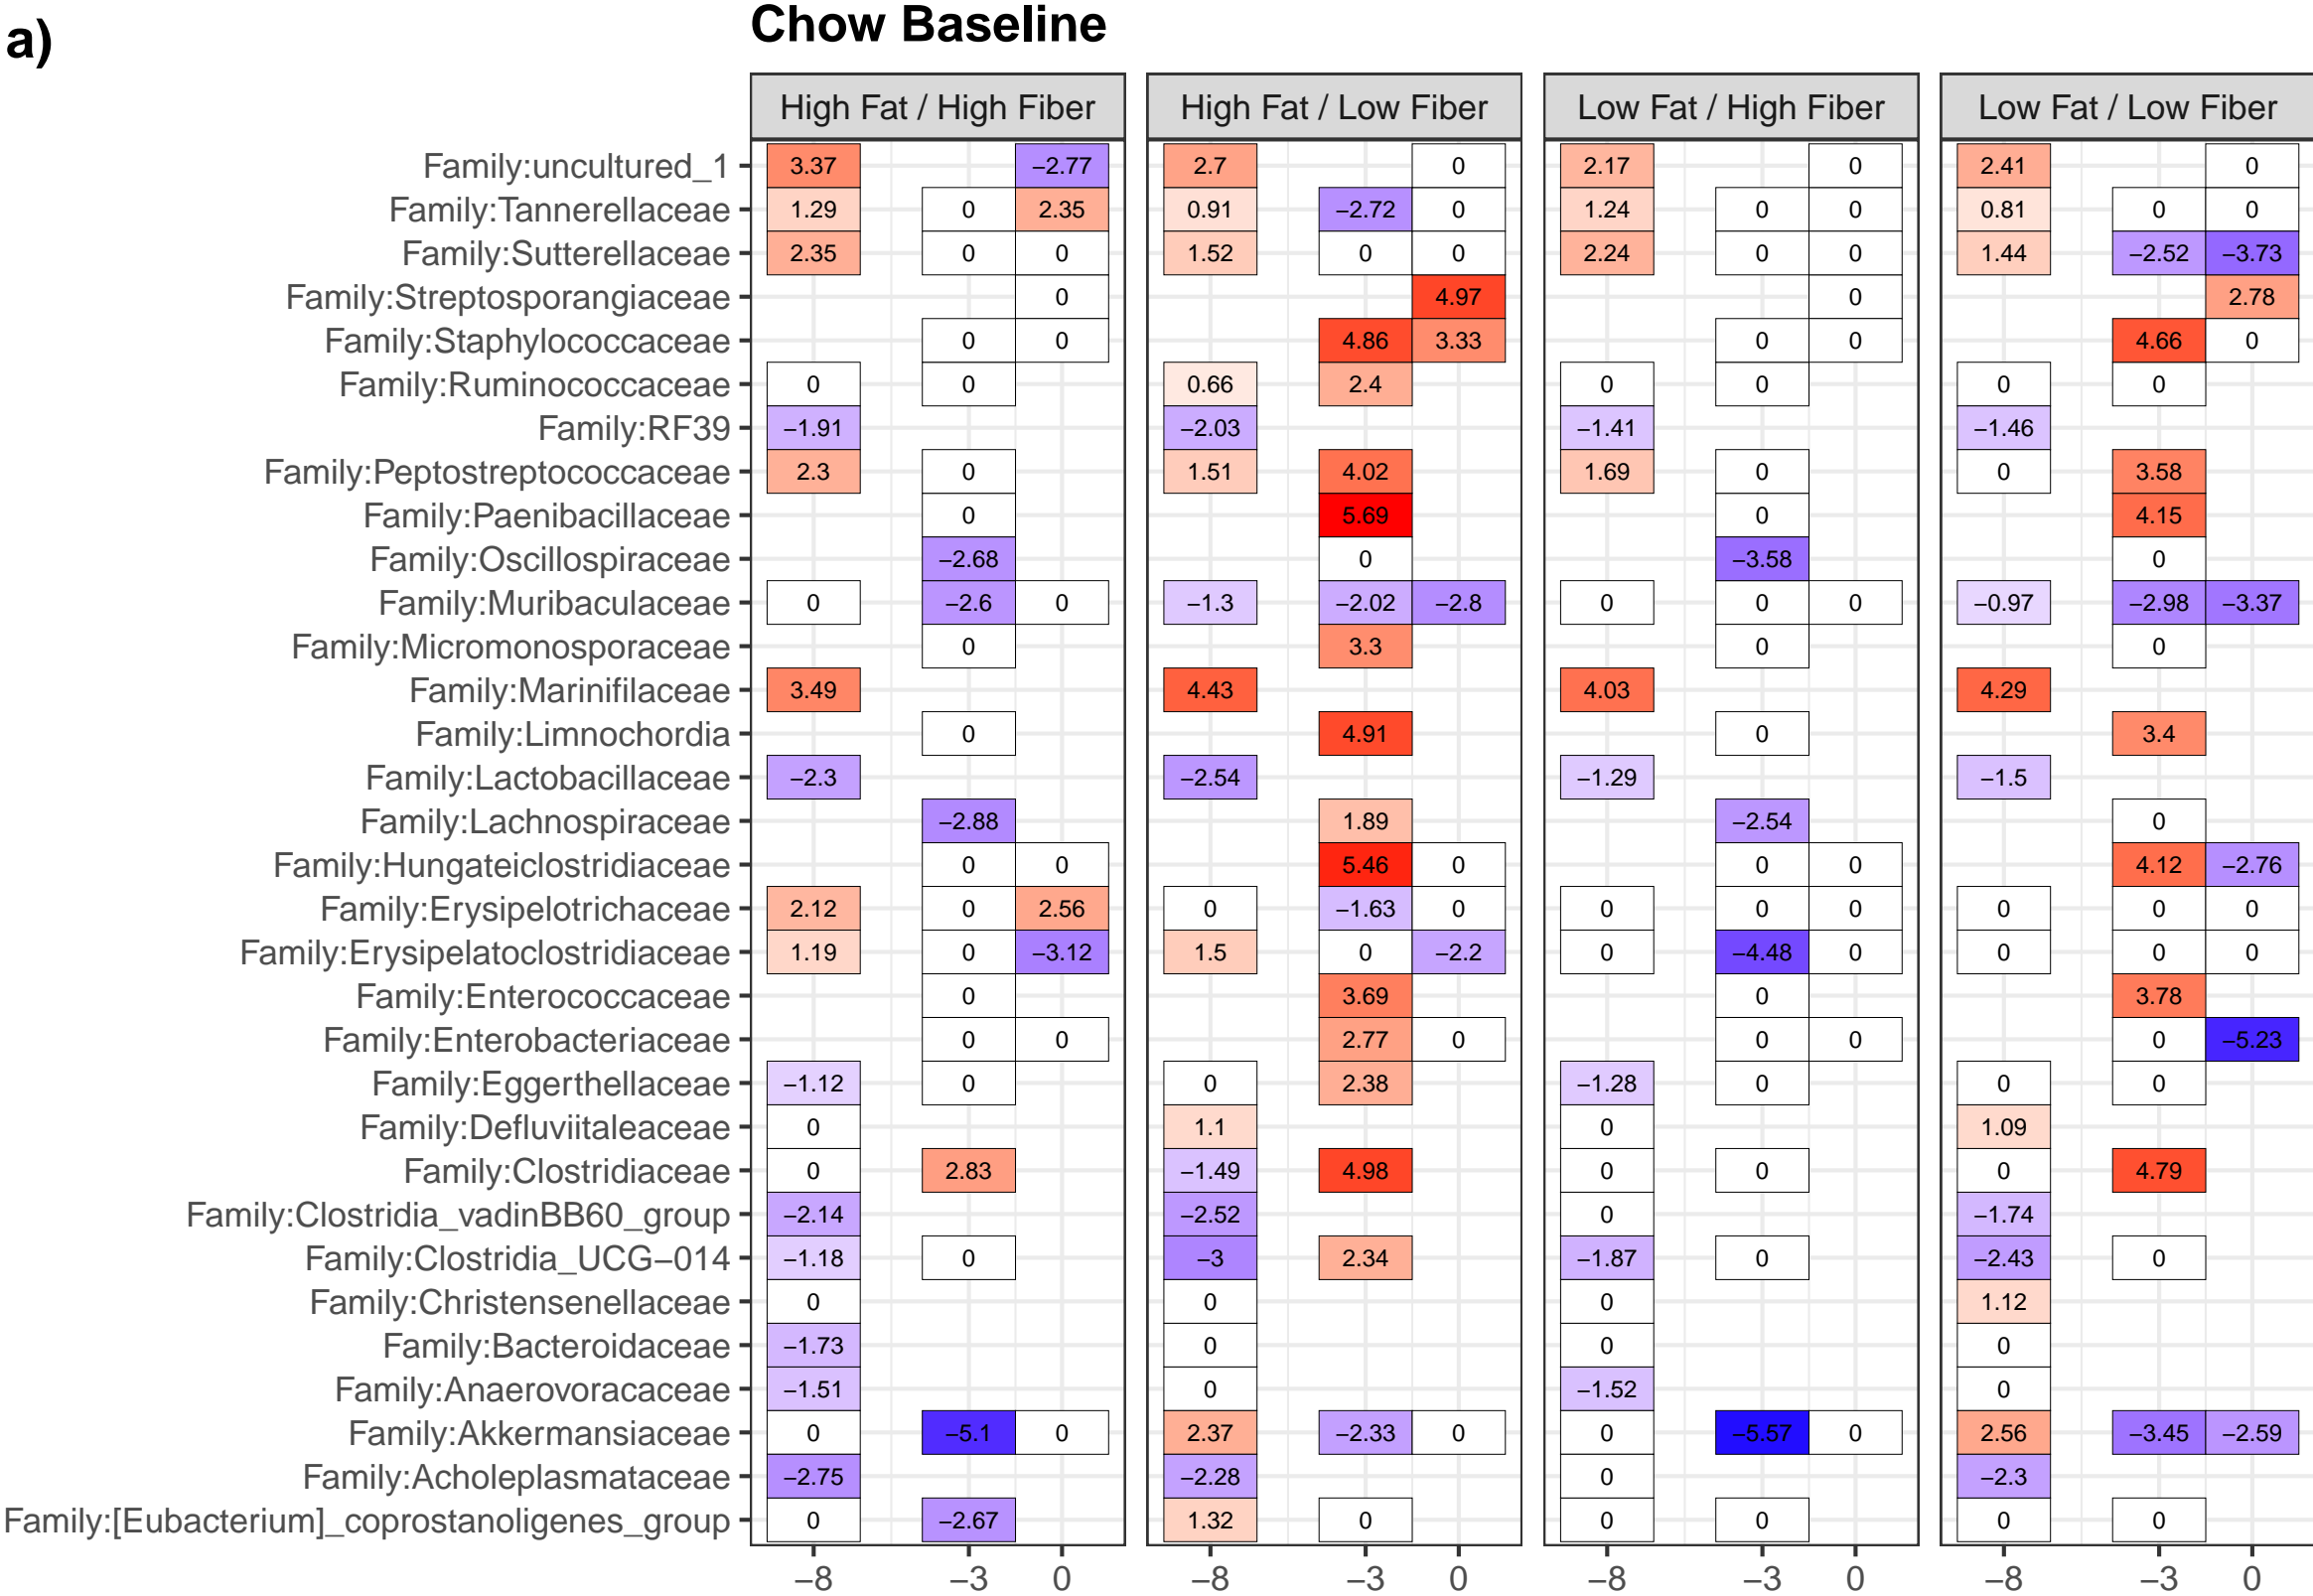 a)
Chow Baseline
High Fat / High Fiber High Fat / Low Fiber Low Fat / High Fiber Low Fat / Low Fiber
Family:uncultured_1 3.37 −2.77 2.7 0 2.17 0 2.41 0
Family:Tannerellaceae 1.29 0 2.35 0.91 −2.72 0 1.24 0 0 0.81 0 0
Family:Sutterellaceae 2.35 0 0 1.52 0 0 2.24 0 0 1.44 −2.52 −3.73
Family:Streptosporangiaceae 0 4.97 0 2.78
Family:Staphylococcaceae 0 0 4.86 3.33 0 0 4.66 0
Family:Ruminococcaceae 0 0 0.66 2.4 0 0 0 0
Family:RF39 −1.91 −2.03 −1.41 −1.46
Family:Peptostreptococcaceae 2.3 0 1.51 4.02 1.69 0 0 3.58
Family:Paenibacillaceae 0 5.69 0 4.15
Family:Oscillospiraceae −2.68 0 −3.58 0
Family:Muribaculaceae 0 −2.6 0 −1.3 −2.02 −2.8 0 0 0 −0.97 −2.98 −3.37
Family:Micromonosporaceae 0 3.3 0 0
Family:Marinifilaceae 3.49 4.43 4.03 4.29
Family:Limnochordia 0 4.91 0 3.4
Family:Lactobacillaceae −2.3 −2.54 −1.29 −1.5
Family:Lachnospiraceae −2.88 1.89 −2.54 0
Family:Hungateiclostridiaceae 0 0 5.46 0 0 0 4.12 −2.76
Family:Erysipelotrichaceae 2.12 0 2.56 0 −1.63 0 0 0 0 0 0 0
Family:Erysipelatoclostridiaceae 1.19 0 −3.12 1.5 0 −2.2 0 −4.48 0 0 0 0
Family:Enterococcaceae 0 3.69 0 3.78
Family:Enterobacteriaceae 0 0 2.77 0 0 0 0 −5.23
Family:Eggerthellaceae −1.12 0 0 2.38 −1.28 0 0 0
Family:Defluviitaleaceae 0 1.1 0 1.09
Family:Clostridiaceae 0 2.83 −1.49 4.98 0 0 0 4.79
Family:Clostridia_vadinBB60_group −2.14 −2.52 0 −1.74
Family:Clostridia_UCG−014 −1.18 0 −3 2.34 −1.87 0 −2.43 0
Family:Christensenellaceae 0 0 0 1.12
Family:Bacteroidaceae −1.73 0 0 0
Family:Anaerovoracaceae −1.51 0 −1.52 0
Family:Akkermansiaceae 0 −5.1 0 2.37 −2.33 0 0 −5.57 0 2.56 −3.45 −2.59
Family:Acholeplasmataceae −2.75 −2.28 0 −2.3
Family:[Eubacterium]_coprostanoligenes_group 0 −2.67 1.32 0 0 0 0 0
−8 −3 0 −8 −3 0 −8 −3 0 −8 −3 0